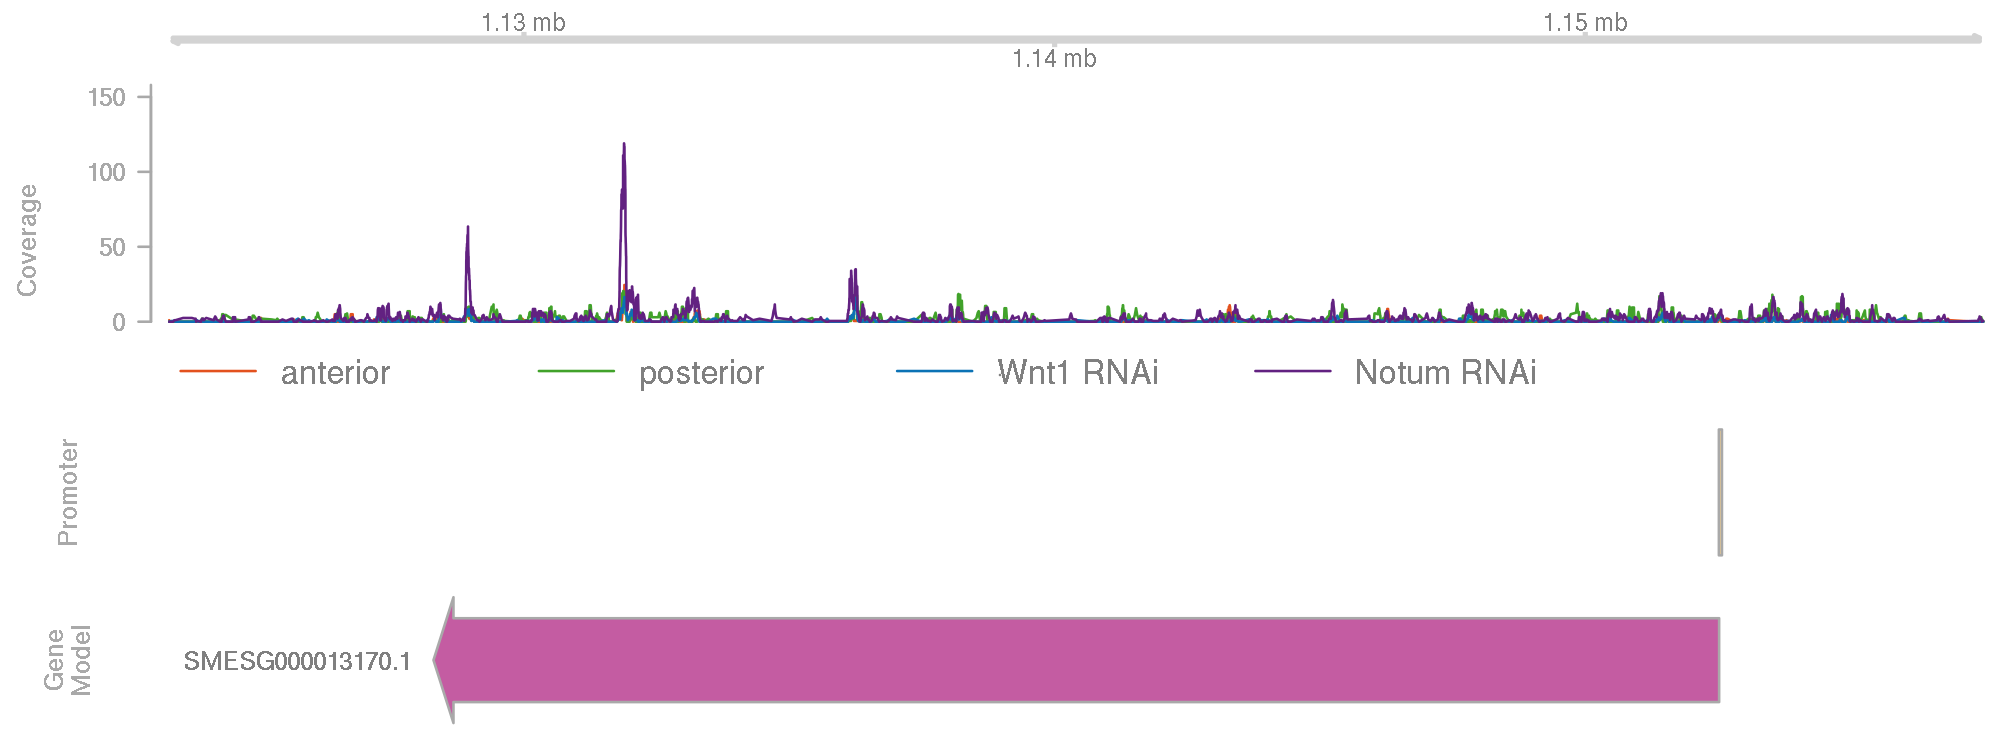 1.13 mb
1.15 mb
1.14 mb
150
100
50
0
Coverage
anterior
posterior
Wnt1 RNAi
Notum RNAi
Promoter
Gene
Model
SMESG000013170.1